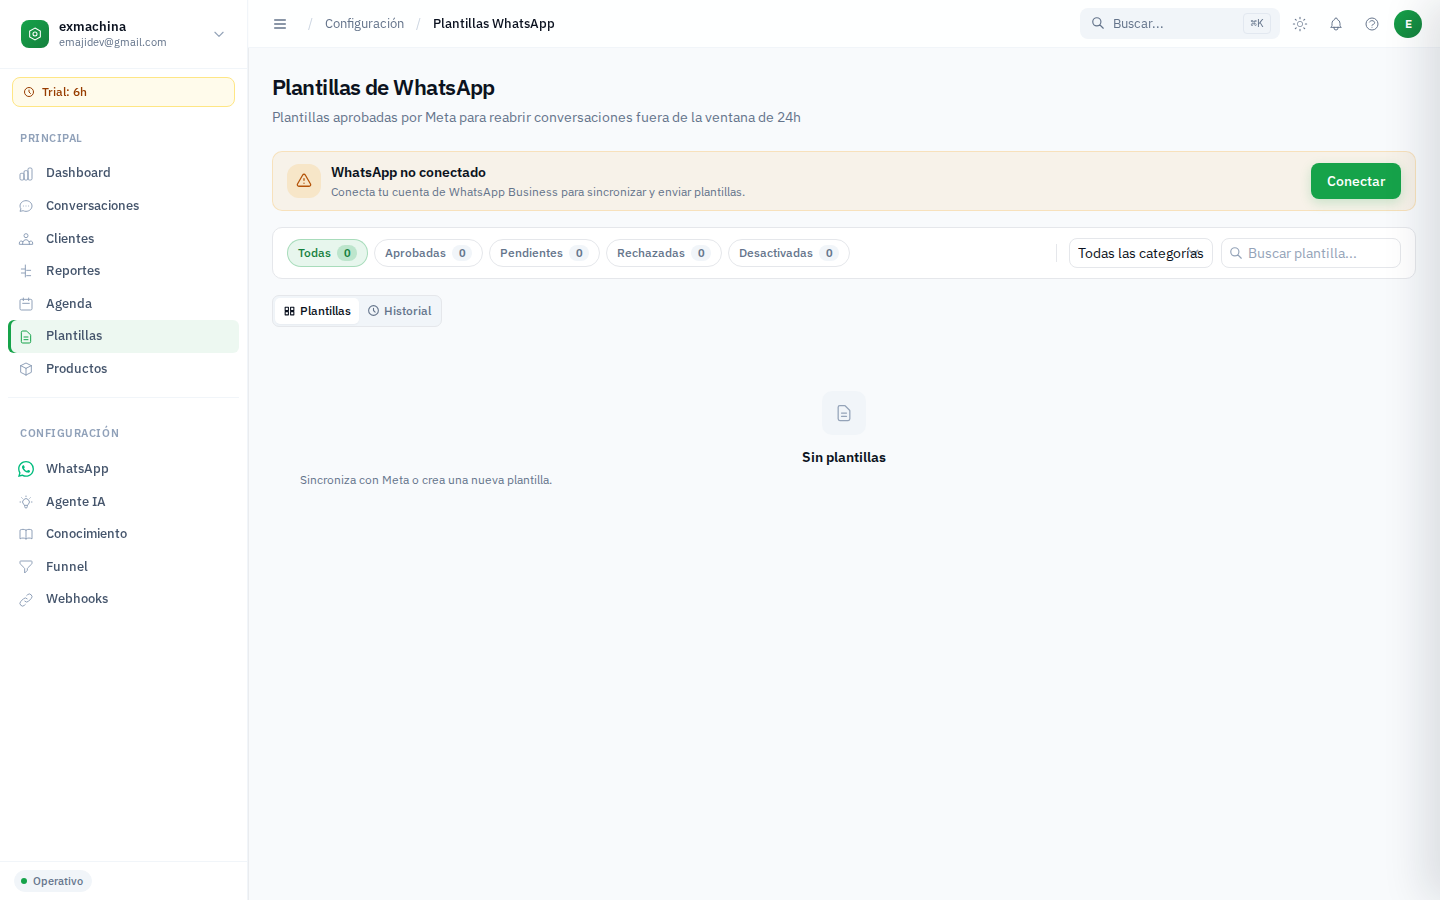 exmachina
emajidev@gmail.com
Trial: 6h
PRINCIPAL
Dashboard
Conversaciones
Clientes
Reportes
Agenda
Plantillas
Productos
CONFIGURACIÓN
WhatsApp
Agente IA
Conocimiento
Funnel
Webhooks
Operativo
/ Configuración / Plantillas WhatsApp
Buscar... ⌘K
E
Plantillas de WhatsApp
Plantillas aprobadas por Meta para reabrir conversaciones fuera de la ventana de 24h
WhatsApp no conectado
Conecta tu cuenta de WhatsApp Business para sincronizar y enviar plantillas.
Conectar
Todas 0 Aprobadas 0 Pendientes 0 Rechazadas 0 Desactivadas 0
Todas las categorías
Buscar plantilla...
Plantillas Historial
Sin plantillas
Sincroniza con Meta o crea una nueva plantilla.